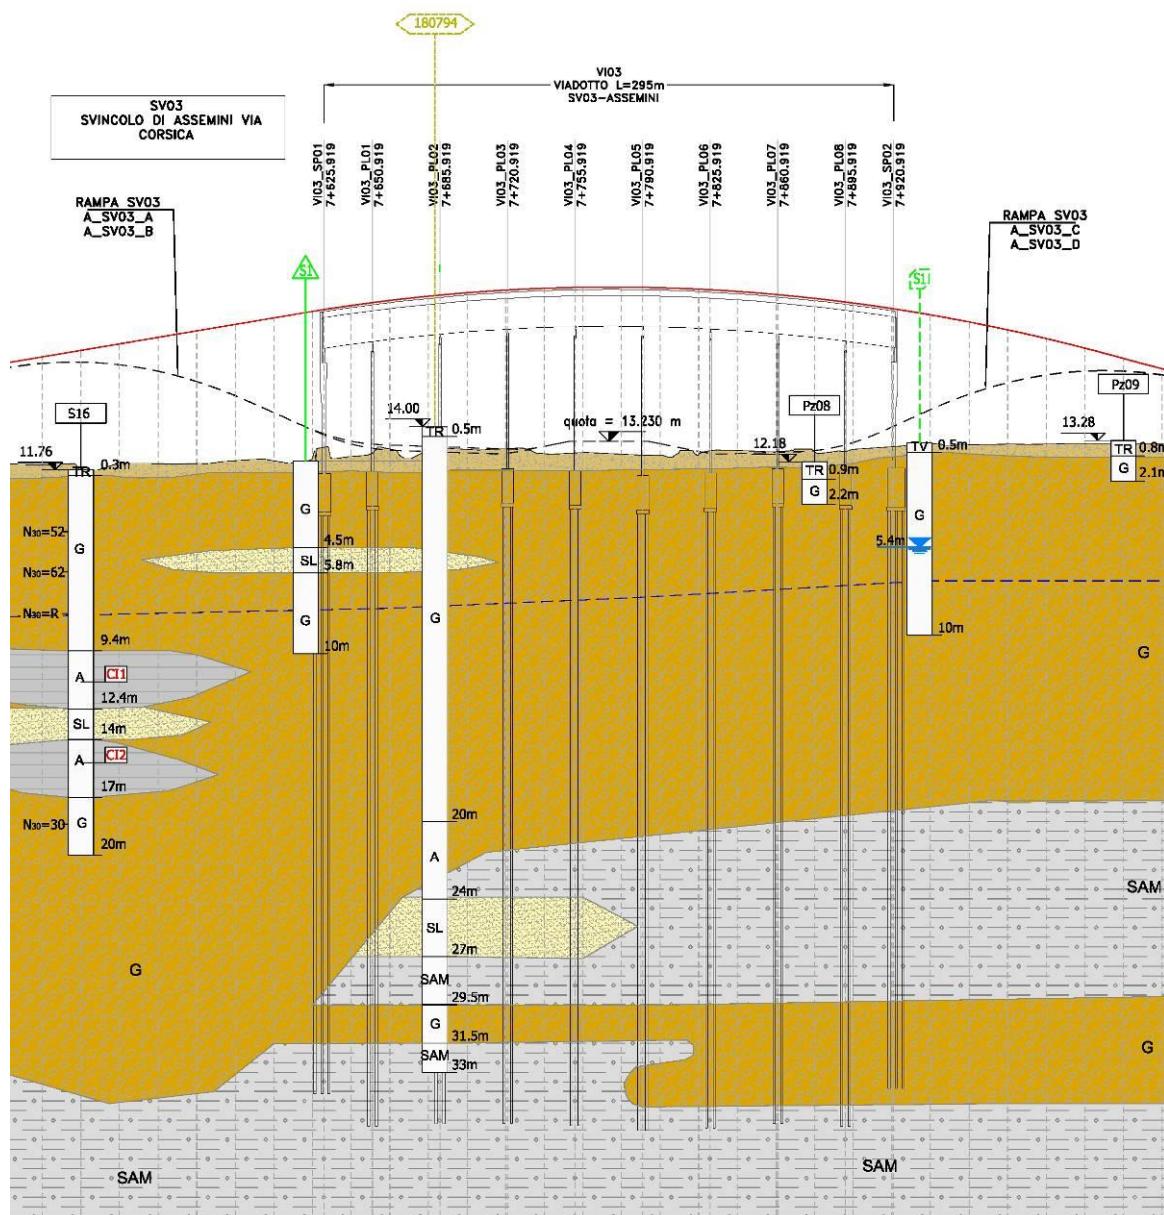 180794
VI03
VIADOTTO L=295m
SV03-ASSEMINI
SV03
SVINCOLO DI ASSEMINI VIA
CORSICA
VI03_SP01
7+625.919
VI03_PL01
7+650.919
VI03_PL02
7+685.919
VI03_PL03
7+720.919
VI03_PL04
7+755.919
VI03_PL05
7+790.919
VI03_PL06
7+825.919
VI03_PL07
7+860.919
VI03_PL08
7+895.919
VI03_SP02
7+920.919
RAMPA SV03
A_SV03_A
A_SV03_B
RAMPA SV03
A_SV03_C
A_SV03_D
S1
S1
S16
11.76
TR
0.3m
G
N30=52
N30=62
N30=R
9.4m
A
CI1
12.4m
SL
14m
A
CI2
17m
G
N30=30
20m
G
4.5m
SL
5.8m
G
10m
14.00
TR
0.5m
G
20m
A
24m
SL
27m
SAM
29.5m
G
31.5m
SAM
33m
quota = 13.230 m
Pz08
12.18
TR
0.9m
G
2.2m
TV
0.5m
G
5.4m
10m
Pz09
13.28
TR
0.8m
G
2.1m
G
SAM
G
G
SAM
SAM